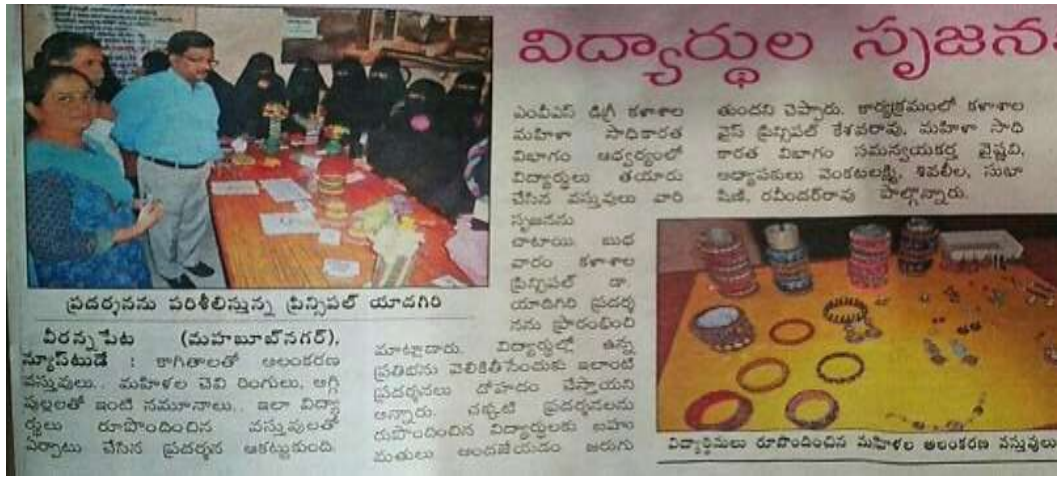 విద్యార్థుల సృజన
ప్రదర్శనను పరిశీలిస్తున్న ప్రిన్సిపల్ యాదగిరి
వీరన్నపేట (మహబూబ్‌నగర్),
న్యూస్‌టుడే : కాగితాలతో అలంకరణ
వస్తువులు.. మహిళల చెవి రింగులు, అగ్గి
పుల్లలతో ఇంటి నమూనాలు.. ఇలా విద్యా
ర్థులు రూపొందించిన వస్తువులతో
ఏర్పాటు చేసిన ప్రదర్శన ఆకట్టుకుంది.
ఎంవీఎస్ డిగ్రీ కళాశాల
మహిళా సాధికారత
విభాగం ఆధ్వర్యంలో
విద్యార్థులు తయారు
చేసిన వస్తువులు వారి
సృజనను
చాటాయి. బుధ
వారం కళాశాల
ప్రిన్సిపల్ డా.
యాదిగిరి ప్రదర్శ
నను ప్రారంభించి
మాట్లాడారు. విద్యార్థుల్లో ఉన్న
ప్రతిభను వెలికితీసేందుకు ఇలాంటి
ప్రదర్శనలు దోహదం చేస్తాయని
అన్నారు. చక్కటి ప్రదర్శనలను
రుపొందించిన విద్యార్థులకు బహు
మతులు అందజేయడం జరుగు
తుందని చెప్పారు. కార్యక్రమంలో కళాశాల
వైస్ ప్రిన్సిపల్ కేశవరావు, మహిళా సాధి
కారత విభాగం సమన్వయకర్త వైష్ణవి,
అధ్యాపకులు వెంకటలక్ష్మి, శివలీల, సుభా
షిణి, రవీందర్‌రావు పాల్గొన్నారు.
విద్యార్థినులు రూపొందించిన మహిళల అలంకరణ వస్తువులు